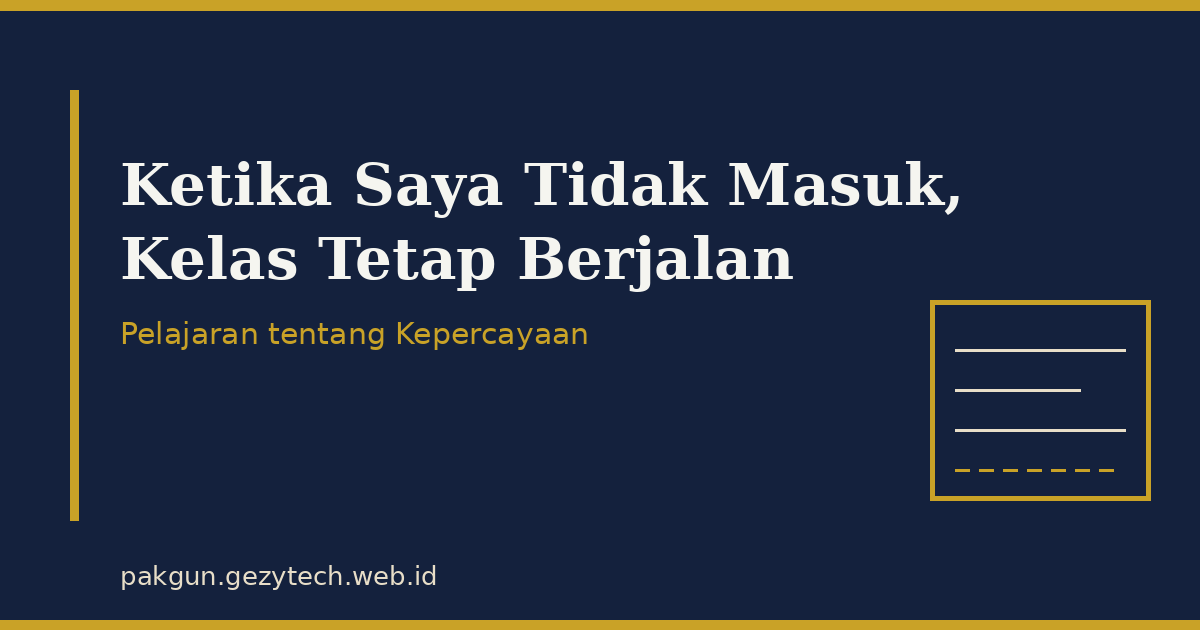 Ketika Saya Tidak Masuk,
Kelas Tetap Berjalan
Pelajaran tentang Kepercayaan
pakgun.gezytech.web.id